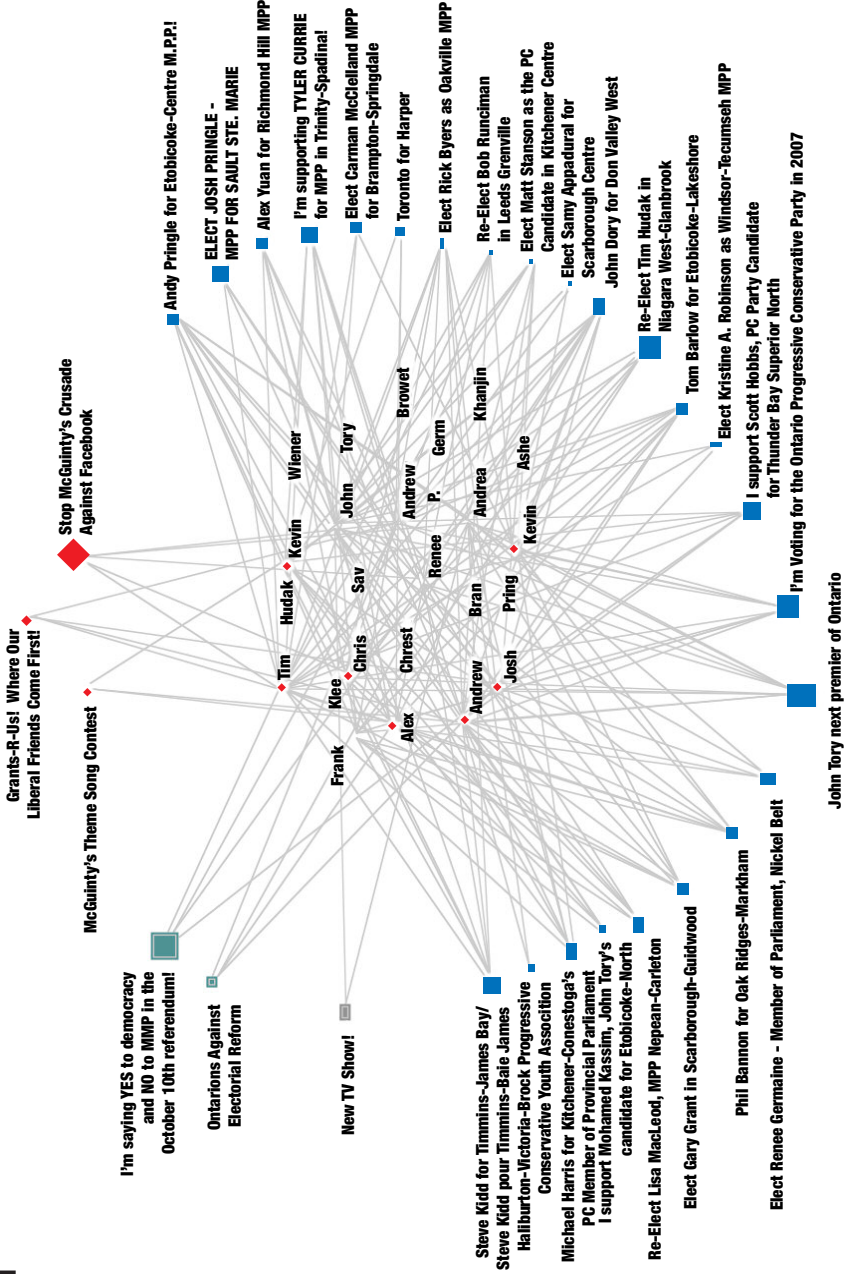 Grants-R-Us! Where Our
Liberal Friends Come First!
Stop McGuinty's Crusade
Against Facebook
McGuinty's Theme Song Contest
I'm saying YES to democracy
and NO to MMP in the
October 10th referendum!
Ontarions Against
Electorial Reform
New TV Show!
Andy Pringle for Etobicoke-Centre M.P.P.!
ELECT JOSH PRINGLE -
MPP FOR SAULT STE. MARIE
Alex Yuan for Richmond Hill MPP
I'm supporting TYLER CURRIE
for MPP in Trinity-Spadina!
Elect Carman McClelland MPP
for Brampton-Springdale
Toronto for Harper
Elect Rick Byers as Oakville MPP
Re-Elect Bob Runciman
in Leeds Grenville
Elect Matt Stanson as the PC
Candidate in Kitchener Centre
Elect Samy Appadural for
Scarborough Centre
John Dory for Don Valley West
Re-Elect Tim Hudak in
Niagara West-Glanbrook
Tom Barlow for Etobicoke-Lakeshore
Elect Kristine A. Robinson as Windsor-Tecumseh MPP
I support Scott Hobbs, PC Party Candidate
for Thunder Bay Superior North
I'm Voting for the Ontario Progressive Conservative Party in 2007
John Tory next premier of Ontario
Tim Hudak
Kevin Wiener
Frank Klee
Chris Sav
John Tory
Alex Chrest
Andrew Browet
Renee P. Germ
Andrew Bran
Andrea Khanjin
Josh Pring
Kevin Ashe
Steve Kidd for Timmins-James Bay/
Steve Kidd pour Timmins-Baie James
Haliburton-Victoria-Brock Progressive
Conservative Youth Assocition
Michael Harris for Kitchener-Conestoga's
PC Member of Provincial Parliament
I support Mohamed Kassim, John Tory's
candidate for Etobicoke-North
Re-Elect Lisa MacLeod, MPP Nepean-Carleton
Elect Gary Grant in Scarborough-Guidwood
Phil Bannon for Oak Ridges-Markham
Elect Renee Germaine - Member of Parliament, Nickel Belt